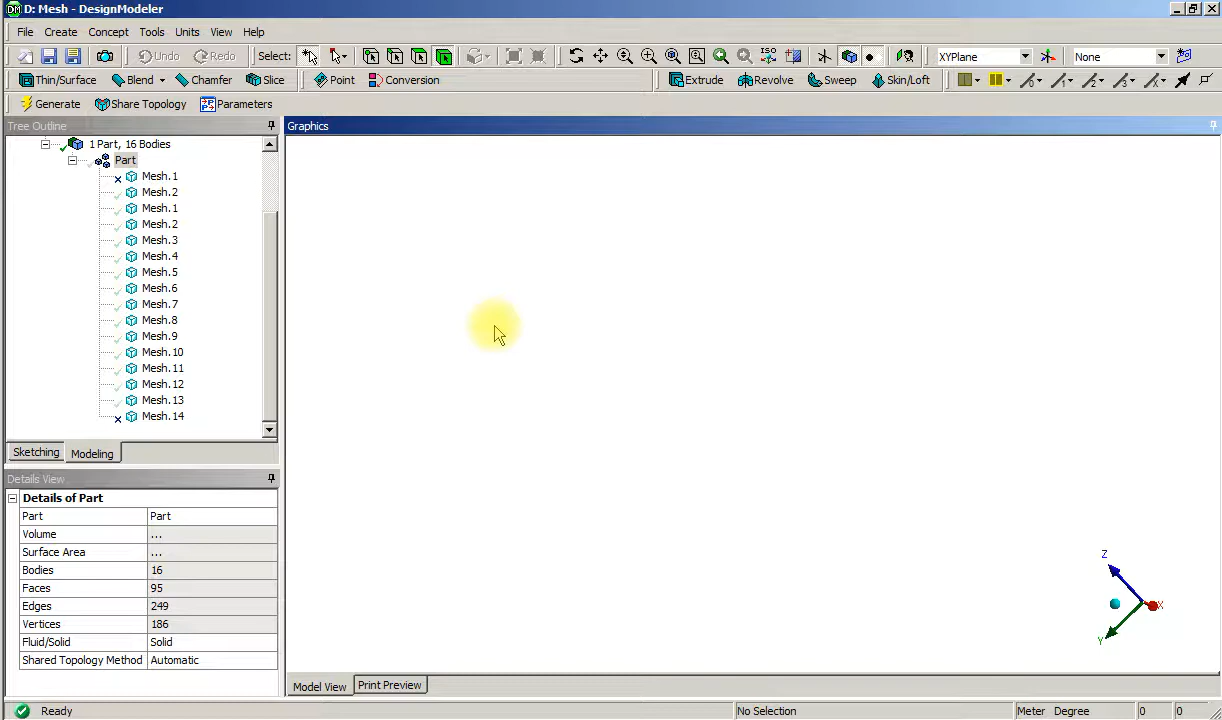 D: Mesh - DesignModeler
File Create Concept Tools Units View Help
Undo Redo Select: ISO XYPlane None
Thin/Surface Blend Chamfer Slice Point Conversion Extrude Revolve Sweep Skin/Loft
Generate Share Topology Parameters
Tree Outline
Graphics
1 Part, 16 Bodies
Part
Mesh.1
Mesh.2
Mesh.1
Mesh.2
Mesh.3
Mesh.4
Mesh.5
Mesh.6
Mesh.7
Mesh.8
Mesh.9
Mesh.10
Mesh.11
Mesh.12
Mesh.13
Mesh.14
Sketching Modeling
Details View
Details of Part
Part Part
Volume ...
Surface Area ...
Bodies 16
Faces 95
Edges 249
Vertices 186
Fluid/Solid Solid
Shared Topology Method Automatic
Z
X
Y
Model View Print Preview
Ready No Selection Meter Degree 0 0